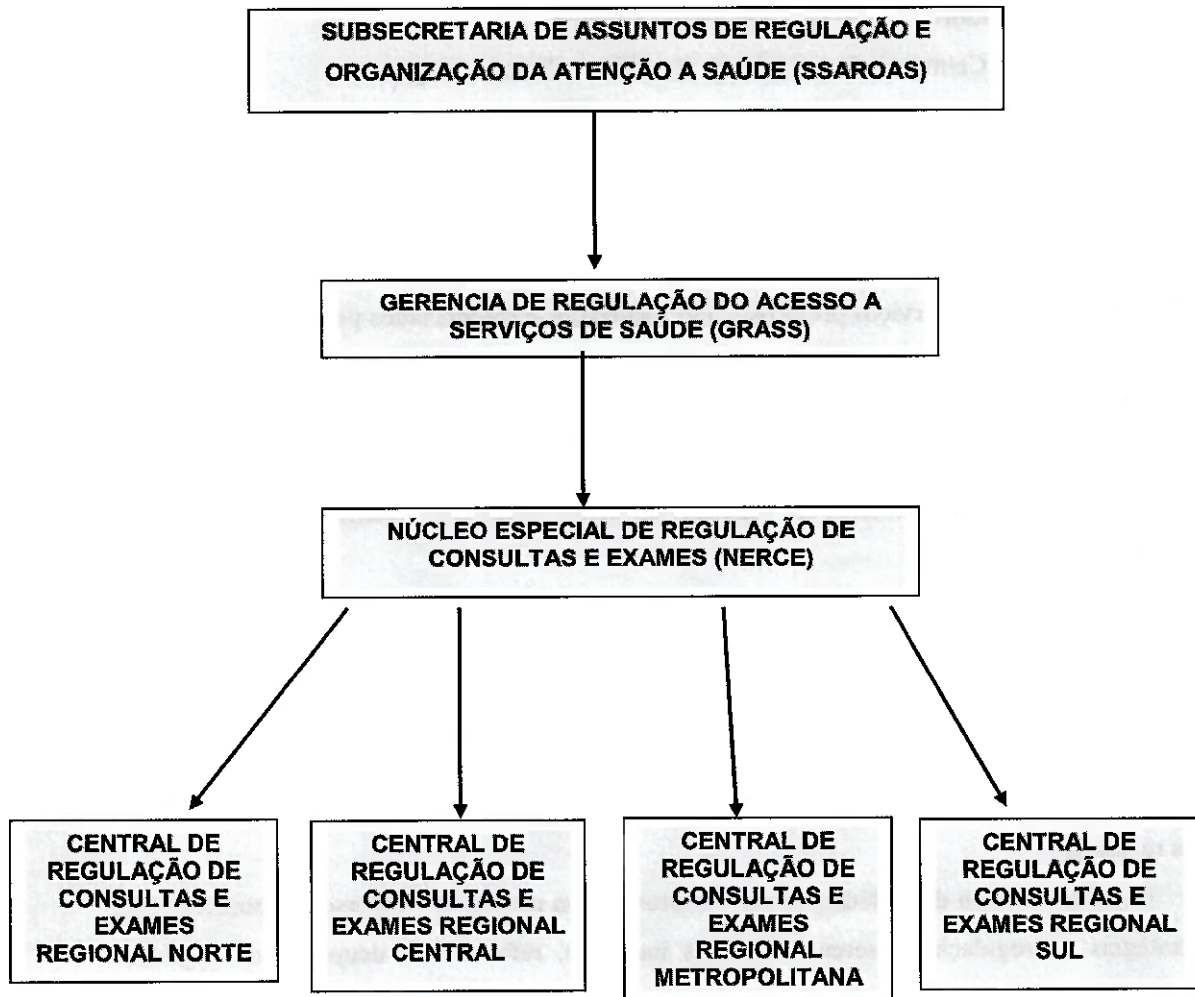 SUBSECRETARIA DE ASSUNTOS DE REGULAÇÃO E
ORGANIZAÇÃO DA ATENÇÃO A SAÚDE (SSAROAS)
GERENCIA DE REGULAÇÃO DO ACESSO A
SERVIÇOS DE SAÚDE (GRASS)
NÚCLEO ESPECIAL DE REGULAÇÃO DE
CONSULTAS E EXAMES (NERCE)
CENTRAL DE
REGULAÇÃO DE
CONSULTAS E
EXAMES
REGIONAL NORTE
CENTRAL DE
REGULAÇÃO DE
CONSULTAS E
EXAMES REGIONAL
CENTRAL
CENTRAL DE
REGULAÇÃO DE
CONSULTAS E
EXAMES
REGIONAL
METROPOLITANA
CENTRAL DE
REGULAÇÃO DE
CONSULTAS E
EXAMES REGIONAL
SUL